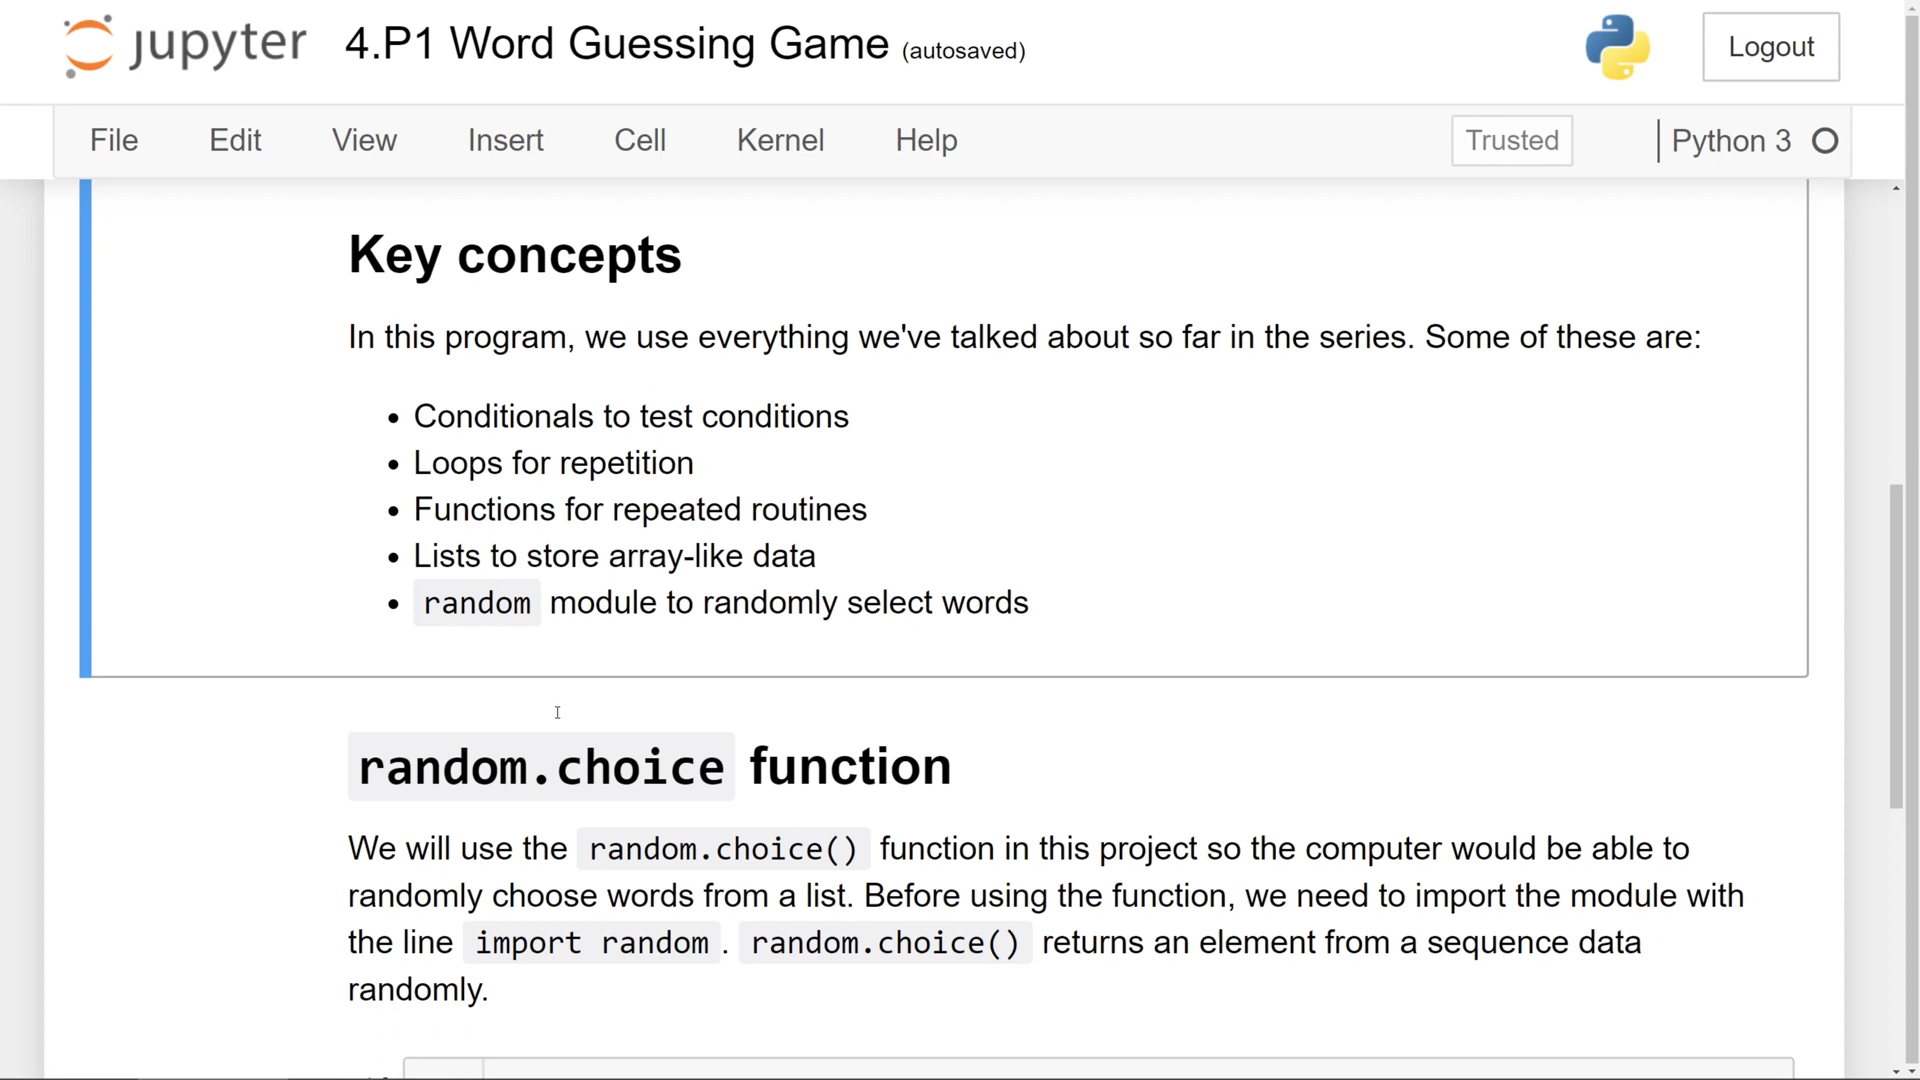 jupyter 4.P1 Word Guessing Game (autosaved) Logout
File Edit View Insert Cell Kernel Help Trusted Python 3
Key concepts
In this program, we use everything we've talked about so far in the series. Some of these are:
• Conditionals to test conditions
• Loops for repetition
• Functions for repeated routines
• Lists to store array-like data
• random module to randomly select words
random.choice function
We will use the random.choice() function in this project so the computer would be able to
randomly choose words from a list. Before using the function, we need to import the module with
the line import random . random.choice() returns an element from a sequence data
randomly.